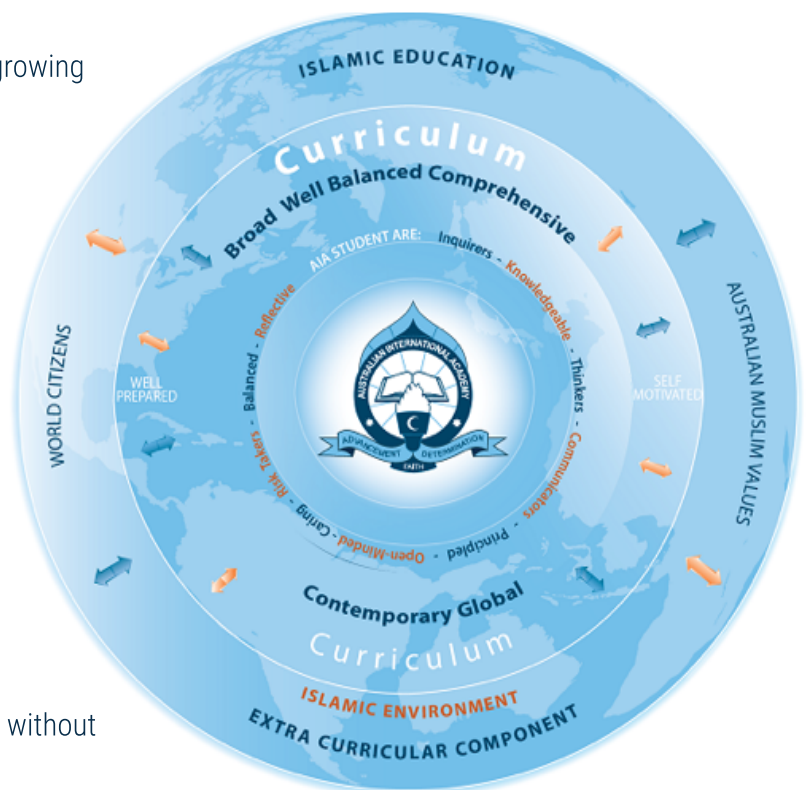 growing
ISLAMIC EDUCATION
Curriculum
Broad Well Balanced Comprehensive
AIA STUDENT ARE: Inquirers - Knowledgeable - Thinkers - Communicators - Principled - Open-Minded - Caring - Risk Takers - Balanced - Reflective
AUSTRALIAN INTERNATIONAL ACADEMY
ADVANCEMENT DETERMINATION
FAITH
WORLD CITIZENS
WELL
PREPARED
SELF
MOTIVATED
AUSTRALIAN MUSLIM VALUES
Contemporary Global
Curriculum
ISLAMIC ENVIRONMENT
EXTRA CURRICULAR COMPONENT
without